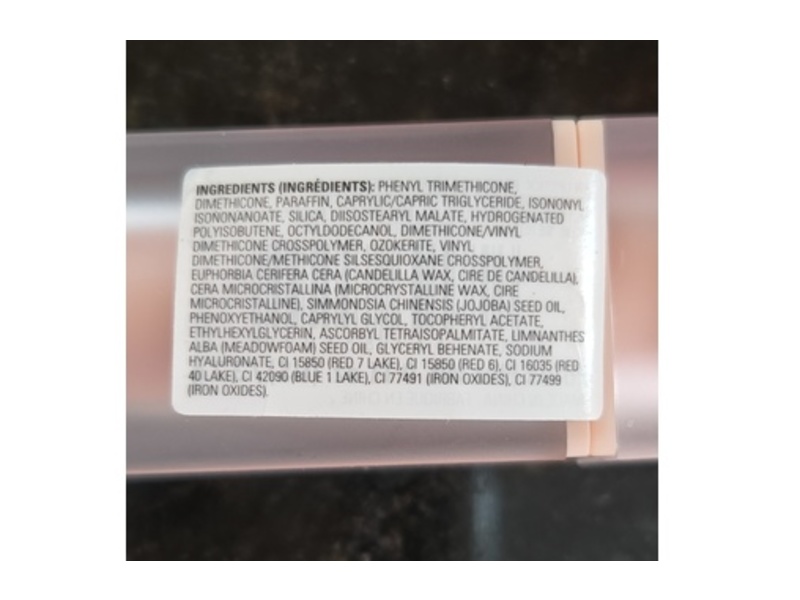 INGREDIENTS (INGRÉDIENTS): PHENYL TRIMETHICONE,
DIMETHICONE, PARAFFIN, CAPRYLIC/CAPRIC TRIGLYCERIDE, ISONONYL
ISONONANOATE, SILICA, DIISOSTEARYL MALATE, HYDROGENATED
POLYISOBUTENE, OCTYLDODECANOL, DIMETHICONE/VINYL
DIMETHICONE CROSSPOLYMER, OZOKERITE, VINYL
DIMETHICONE/METHICONE SILSESQUIOXANE CROSSPOLYMER,
EUPHORBIA CERIFERA CERA (CANDELILLA WAX, CIRE DE CANDELILLA),
CERA MICROCRISTALLINA (MICROCRYSTALLINE WAX, CIRE
MICROCRISTALLINE), SIMMONDSIA CHINENSIS (JOJOBA) SEED OIL,
PHENOXYETHANOL, CAPRYLYL GLYCOL, TOCOPHERYL ACETATE,
ETHYLHEXYLGLYCERIN, ASCORBYL TETRAISOPALMITATE, LIMNANTHES
ALBA (MEADOWFOAM) SEED OIL, GLYCERYL BEHENATE, SODIUM
HYALURONATE, CI 15850 (RED 7 LAKE), CI 15850 (RED 6), CI 16035 (RED
40 LAKE), CI 42090 (BLUE 1 LAKE), CI 77491 (IRON OXIDES), CI 77499
(IRON OXIDES).